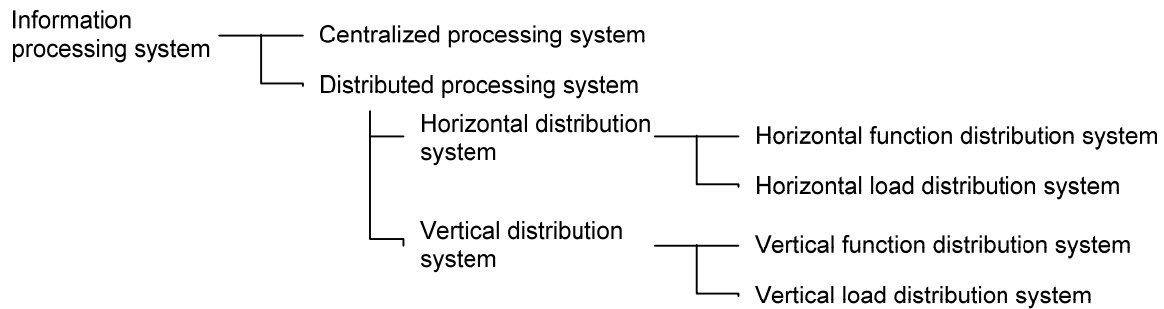 Information
processing system
Centralized processing system
Distributed processing system
Horizontal distribution
system
Horizontal function distribution system
Horizontal load distribution system
Vertical distribution
system
Vertical function distribution system
Vertical load distribution system